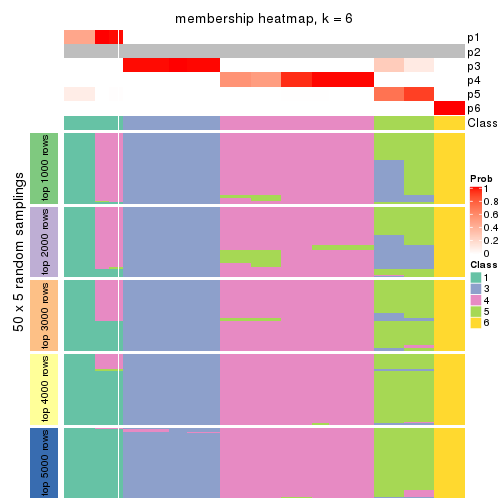 membership heatmap, k = 6
p1
p2
p3
p4
p5
p6
Class
50 x 5 random samplings
top 1000 rows
top 2000 rows
top 3000 rows
top 4000 rows
top 5000 rows
Prob
1
0.8
0.6
0.4
0.2
0
Class
1
3
4
5
6